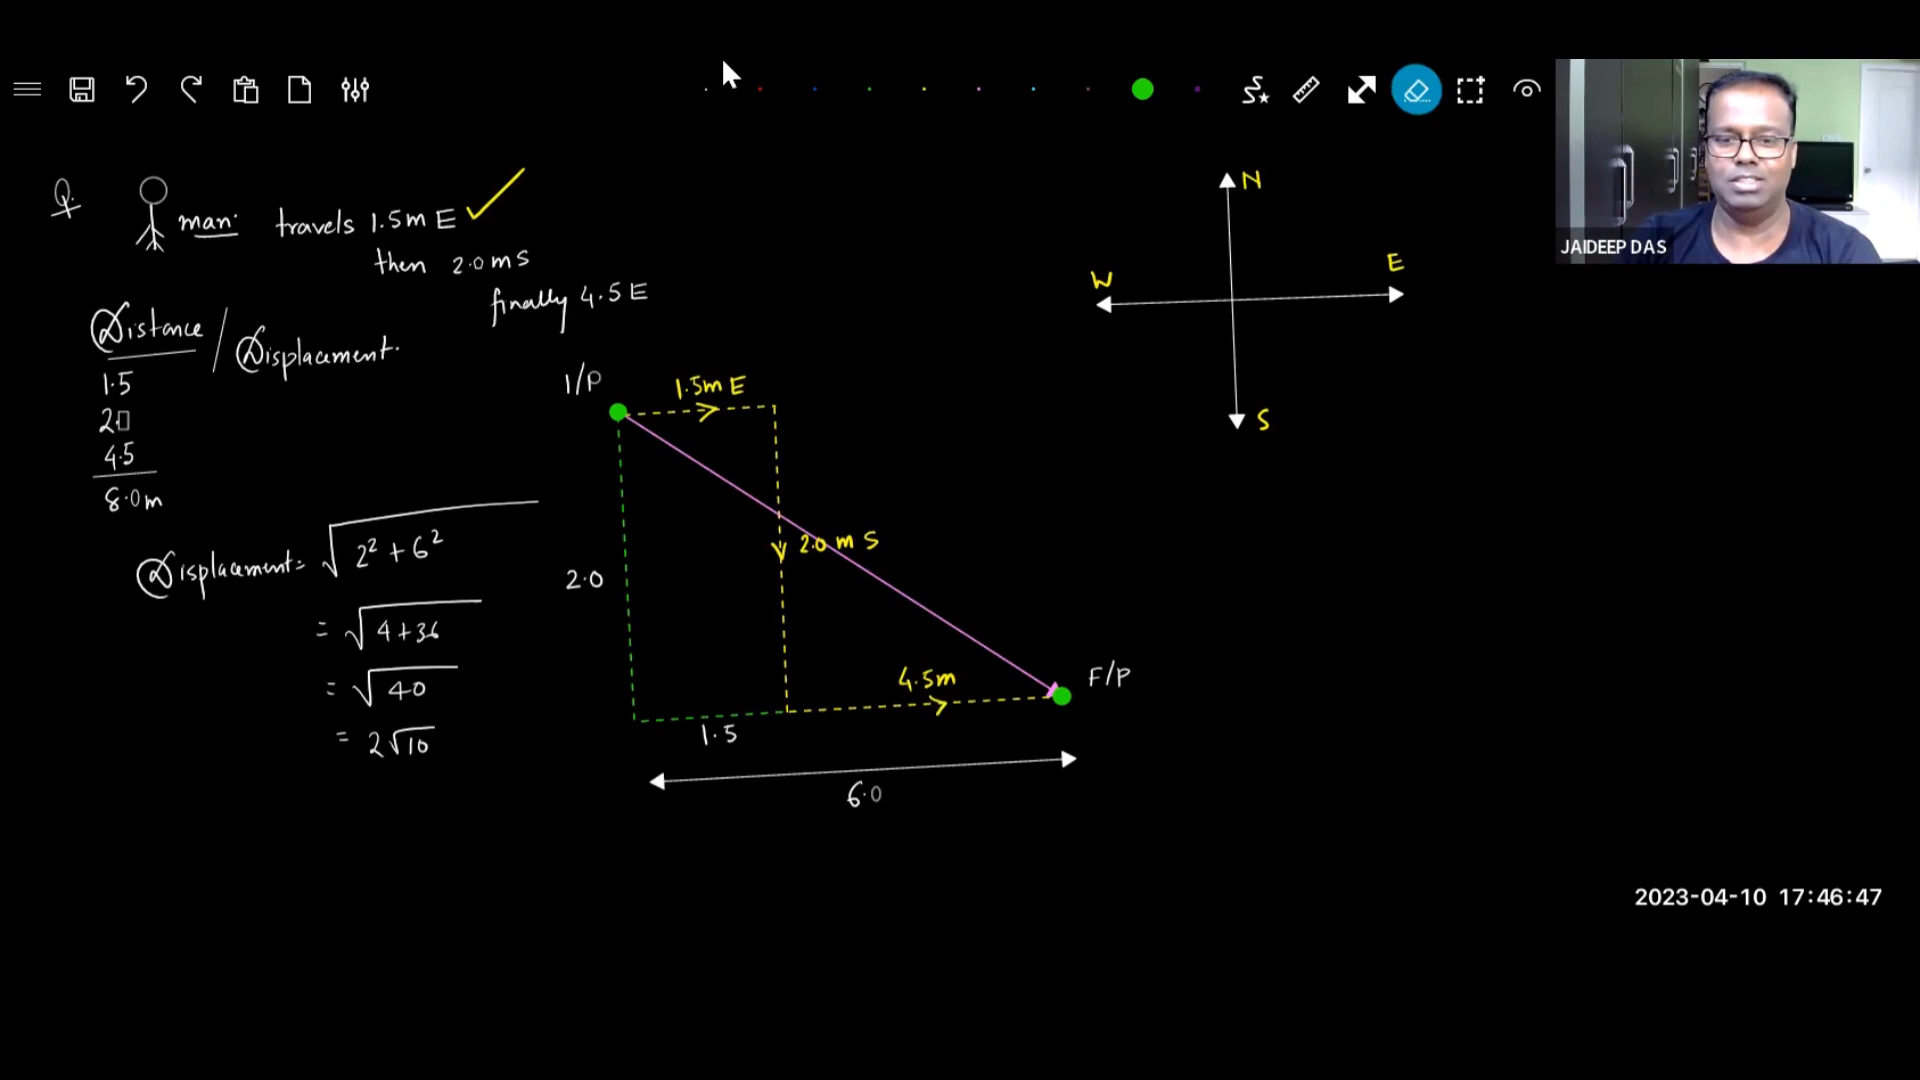 Q.
man: travels 1.5m E
then 2.0 m S
finally 4.5 E
Distance / Displacement.
1.5
2.0
4.5
8.0m
Displacement = √2² + 6²
= √4+36
= √40
= 2√10
I/P
1.5m E
2.0 m S
2.0
4.5m
F/P
1.5
6.0
N
W
E
S
JAIDEEP DAS
2023-04-10 17:46:47